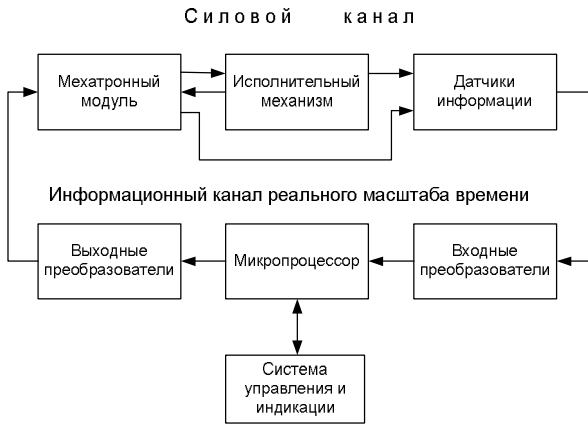 Силовой канал
Мехатронный
модуль
Исполнительный
механизм
Датчики
информации
Информационный канал реального масштаба времени
Выходные
преобразователи
Микропроцессор
Входные
преобразователи
Система
управления и
индикации